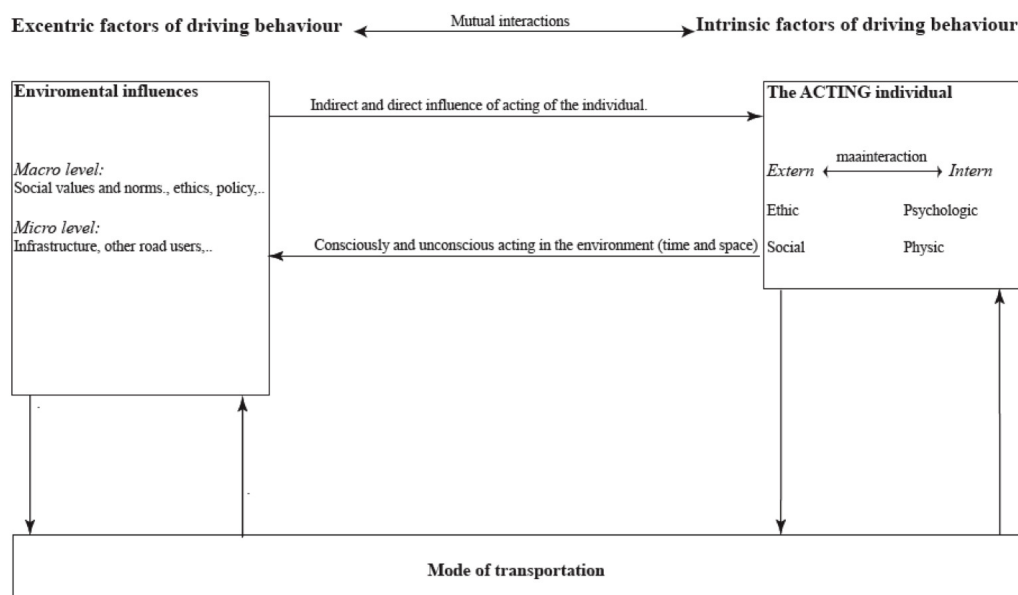 Excentric factors of driving behaviour
Mutual interactions
Intrinsic factors of driving behaviour
Enviromental influences
Macro level:
Social values and norms., ethics, policy,..
Micro level:
Infrastructure, other road users,..
Indirect and direct influence of acting of the individual.
Consciously and unconscious acting in the environment (time and space)
The ACTING individual
maainteraction
Extern
Intern
Ethic
Psychologic
Social
Physic
Mode of transportation